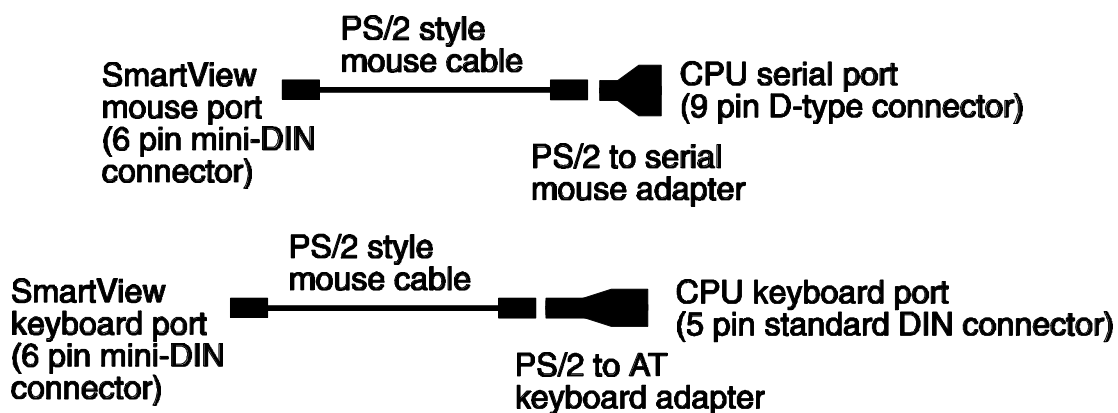 PS/2 style
mouse cable
SmartView
mouse port
(6 pin mini-DIN
connector)
CPU serial port
(9 pin D-type connector)
PS/2 to serial
mouse adapter
PS/2 style
mouse cable
SmartView
keyboard port
(6 pin mini-DIN
connector)
CPU keyboard port
(5 pin standard DIN connector)
PS/2 to AT
keyboard adapter